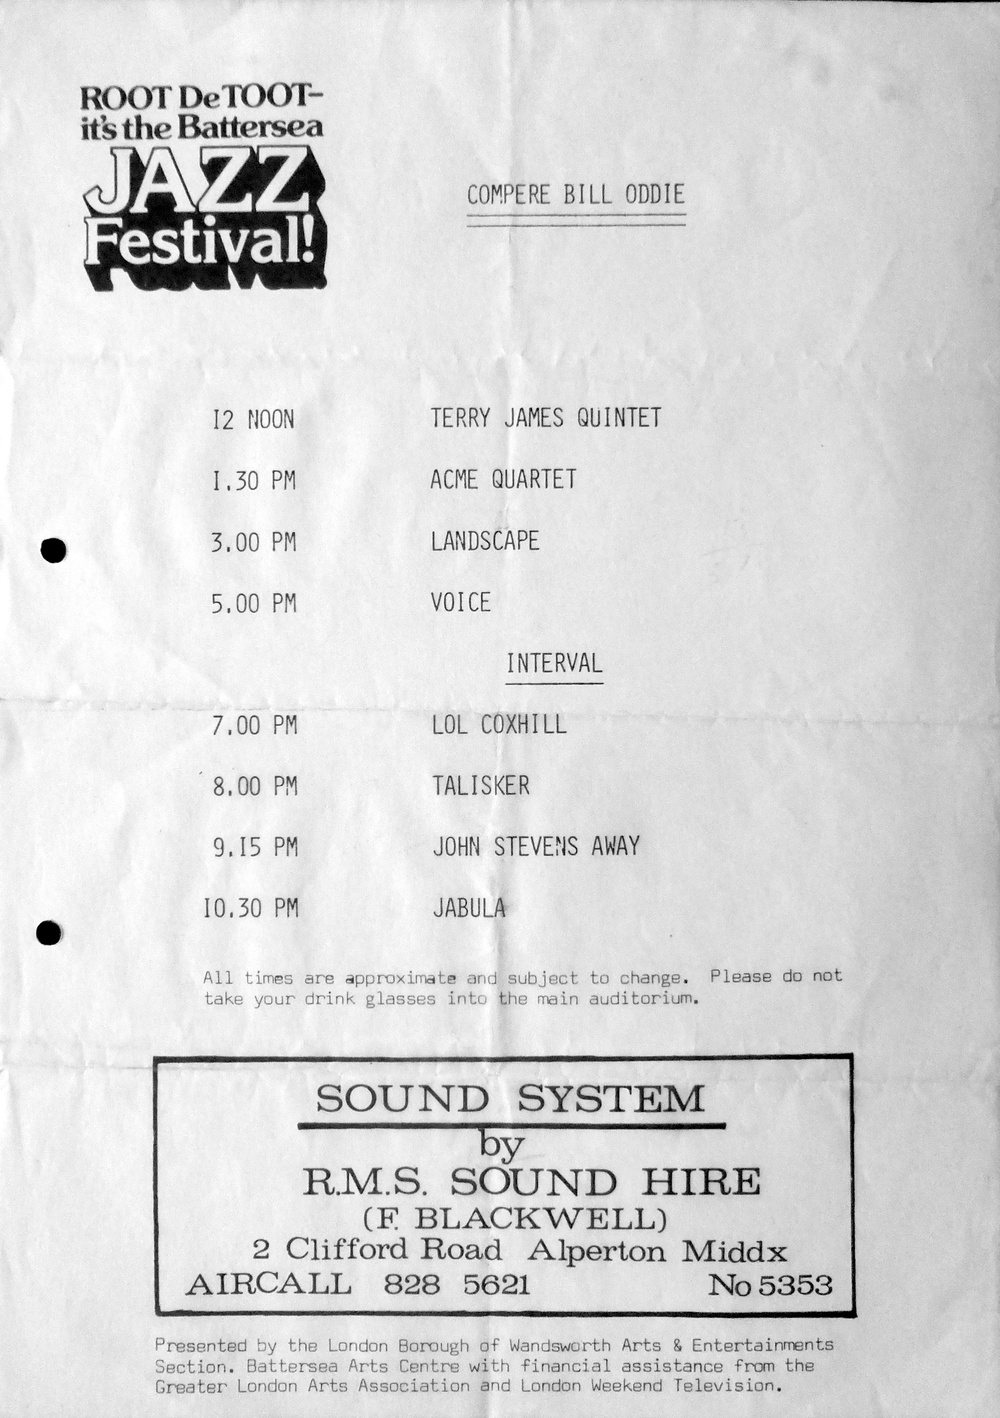 ROOT De TOOT–
it's the Battersea
JAZZ
Festival!
COMPERE BILL ODDIE
12 NOON TERRY JAMES QUINTET
1.30 PM ACME QUARTET
3.00 PM LANDSCAPE
5.00 PM VOICE
INTERVAL
7.00 PM LOL COXHILL
8.00 PM TALISKER
9.15 PM JOHN STEVENS AWAY
10.30 PM JABULA
All times are approximate and subject to change. Please do not
take your drink glasses into the main auditorium.
SOUND SYSTEM
by
R.M.S. SOUND HIRE
(F. BLACKWELL)
2 Clifford Road Alperton Middx
AIRCALL 828 5621 No 5353
Presented by the London Borough of Wandsworth Arts & Entertainments
Section. Battersea Arts Centre with financial assistance from the
Greater London Arts Association and London Weekend Television.